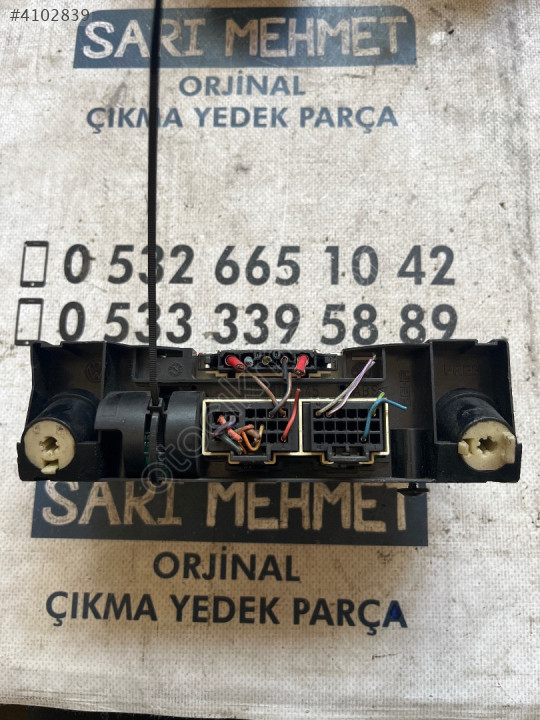 #4102839
SARI MEHMET
ORJİNAL
ÇIKMA YEDEK PARÇA
0 532 665 10 42
0 533 339 58 89
SARI MEHMET
ORJİNAL
ÇIKMA YEDEK PARÇA